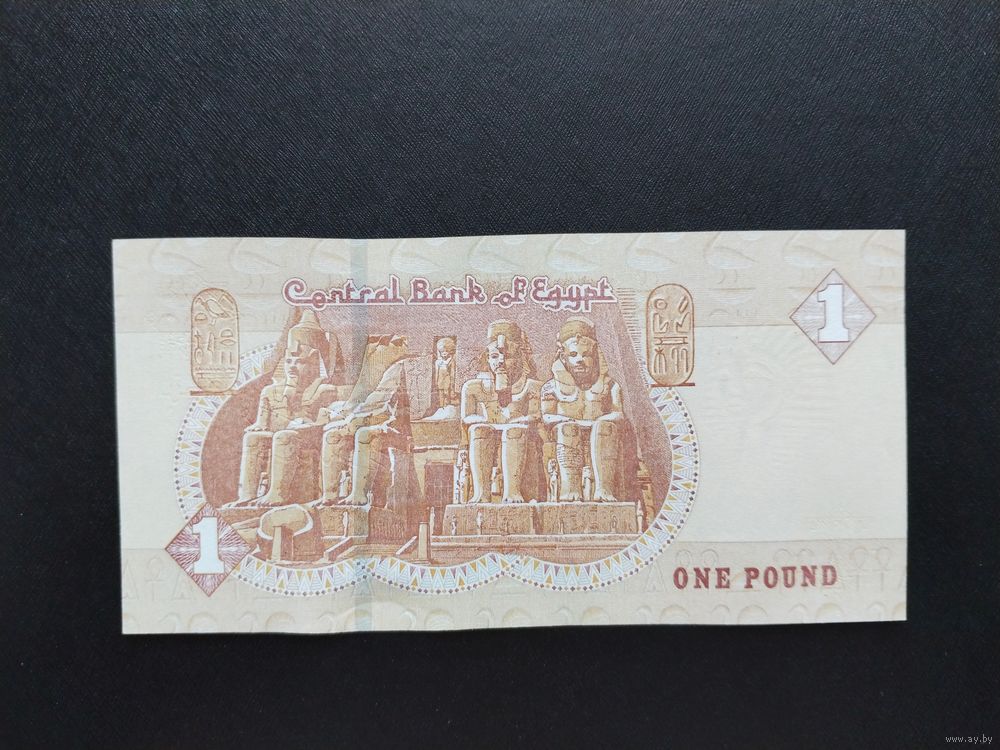 Central Bank of Egypt
1
1
ONE POUND
www.ay.by